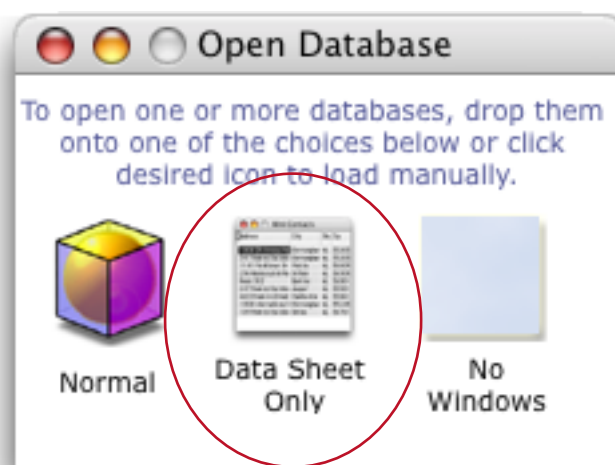 Open Database
To open one or more databases, drop them
onto one of the choices below or click
desired icon to load manually.
Normal
Data Sheet
Only
No
Windows